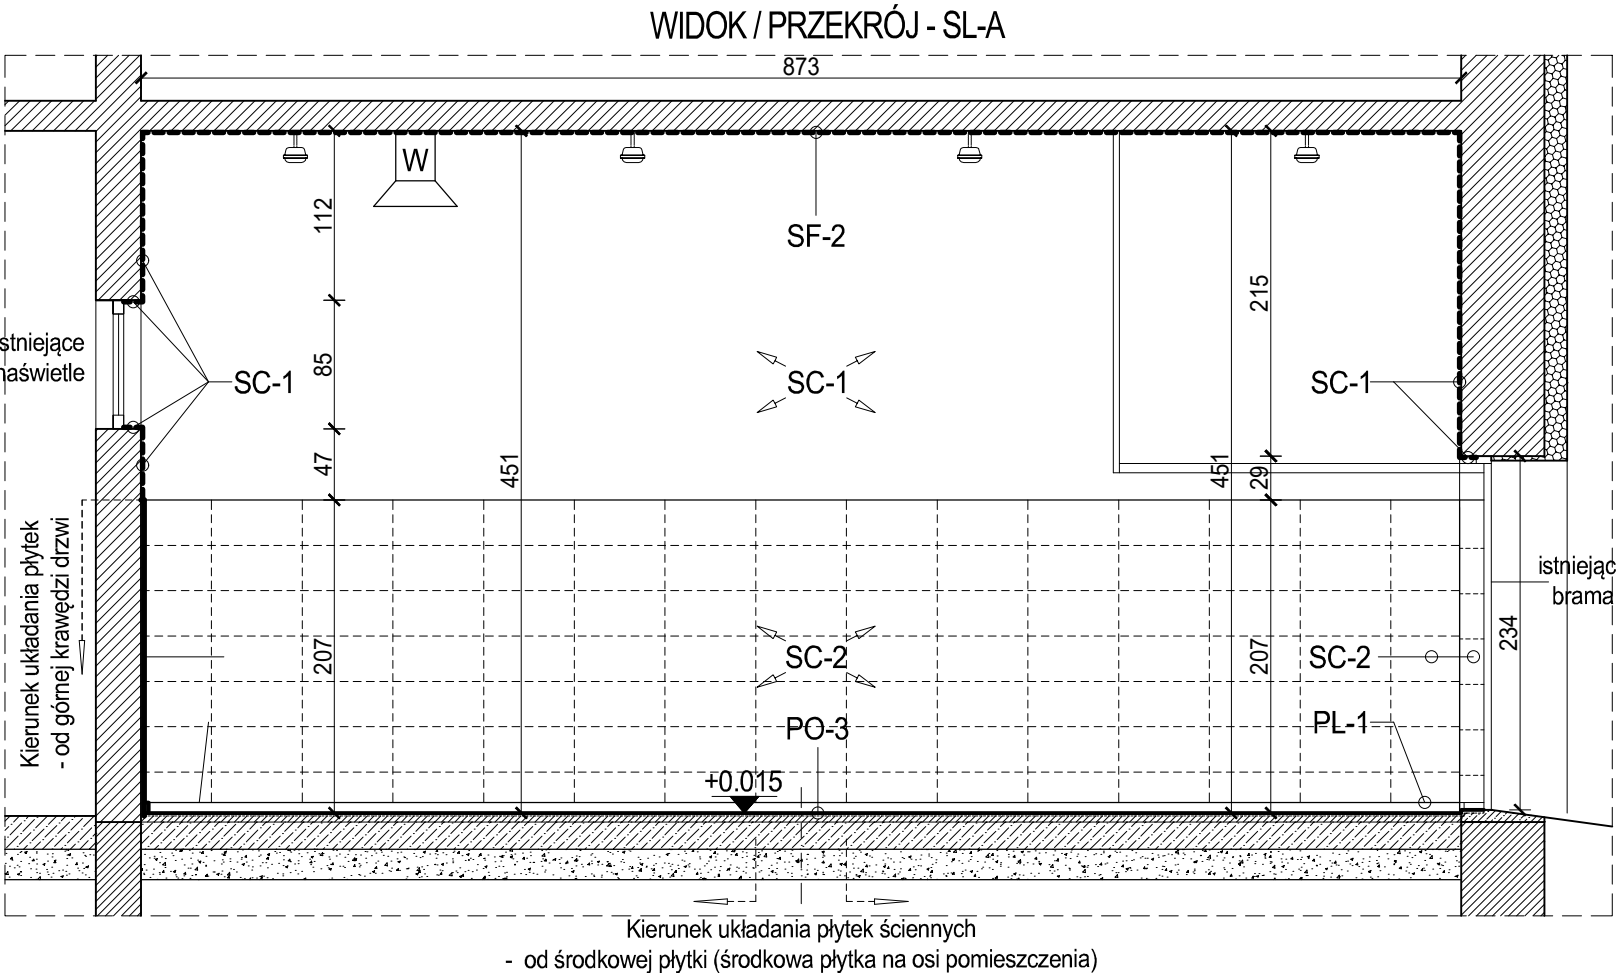 WIDOK / PRZEKRÓJ - SL-A
873
W
112
SF-2
215
stniejące
naświetle
85
SC-1
SC-1
SC-1
47
451
451
29
Kierunek układania płytek
- od górnej krawędzi drzwi
istniejąc
brama
234
207
SC-2
207
SC-2
PO-3
PL-1
+0.015
Kierunek układania płytek ściennych
- od środkowej płytki (środkowa płytka na osi pomieszczenia)